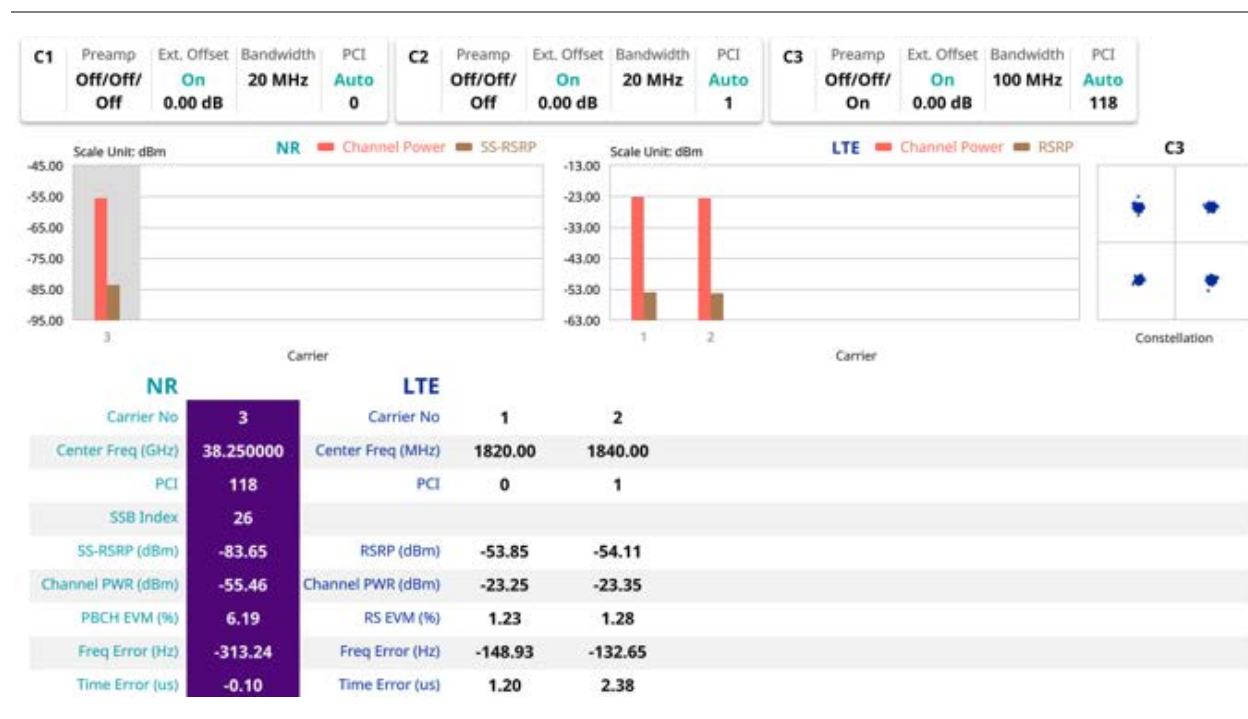 C1 Preamp Ext. Offset Bandwidth PCI C2 Preamp Ext. Offset Bandwidth PCI C3 Preamp Ext. Offset Bandwidth PCI
Off/Off/ On 20 MHz Auto Off/Off/ On 20 MHz Auto Off/Off/ On 100 MHz Auto
Off 0.00 dB 0 Off 0.00 dB 1 On 0.00 dB 118
Scale Unit: dBm NR Channel Power SS-RSRP Scale Unit: dBm LTE Channel Power RSRP C3
-45.00 -13.00
-55.00 -23.00
-65.00 -33.00
-75.00 -43.00
-85.00 -53.00
-95.00 -63.00
3 1 2 Constellation
Carrier Carrier
NR LTE
Carrier No 3 Carrier No 1 2
Center Freq (GHz) 38.250000 Center Freq (MHz) 1820.00 1840.00
PCI 118 PCI 0 1
SSB Index 26
SS-RSRP (dBm) -83.65 RSRP (dBm) -53.85 -54.11
Channel PWR (dBm) -55.46 Channel PWR (dBm) -23.25 -23.35
PBCH EVM (%) 6.19 RS EVM (%) 1.23 1.28
Freq Error (Hz) -313.24 Freq Error (Hz) -148.93 -132.65
Time Error (us) -0.10 Time Error (us) 1.20 2.38